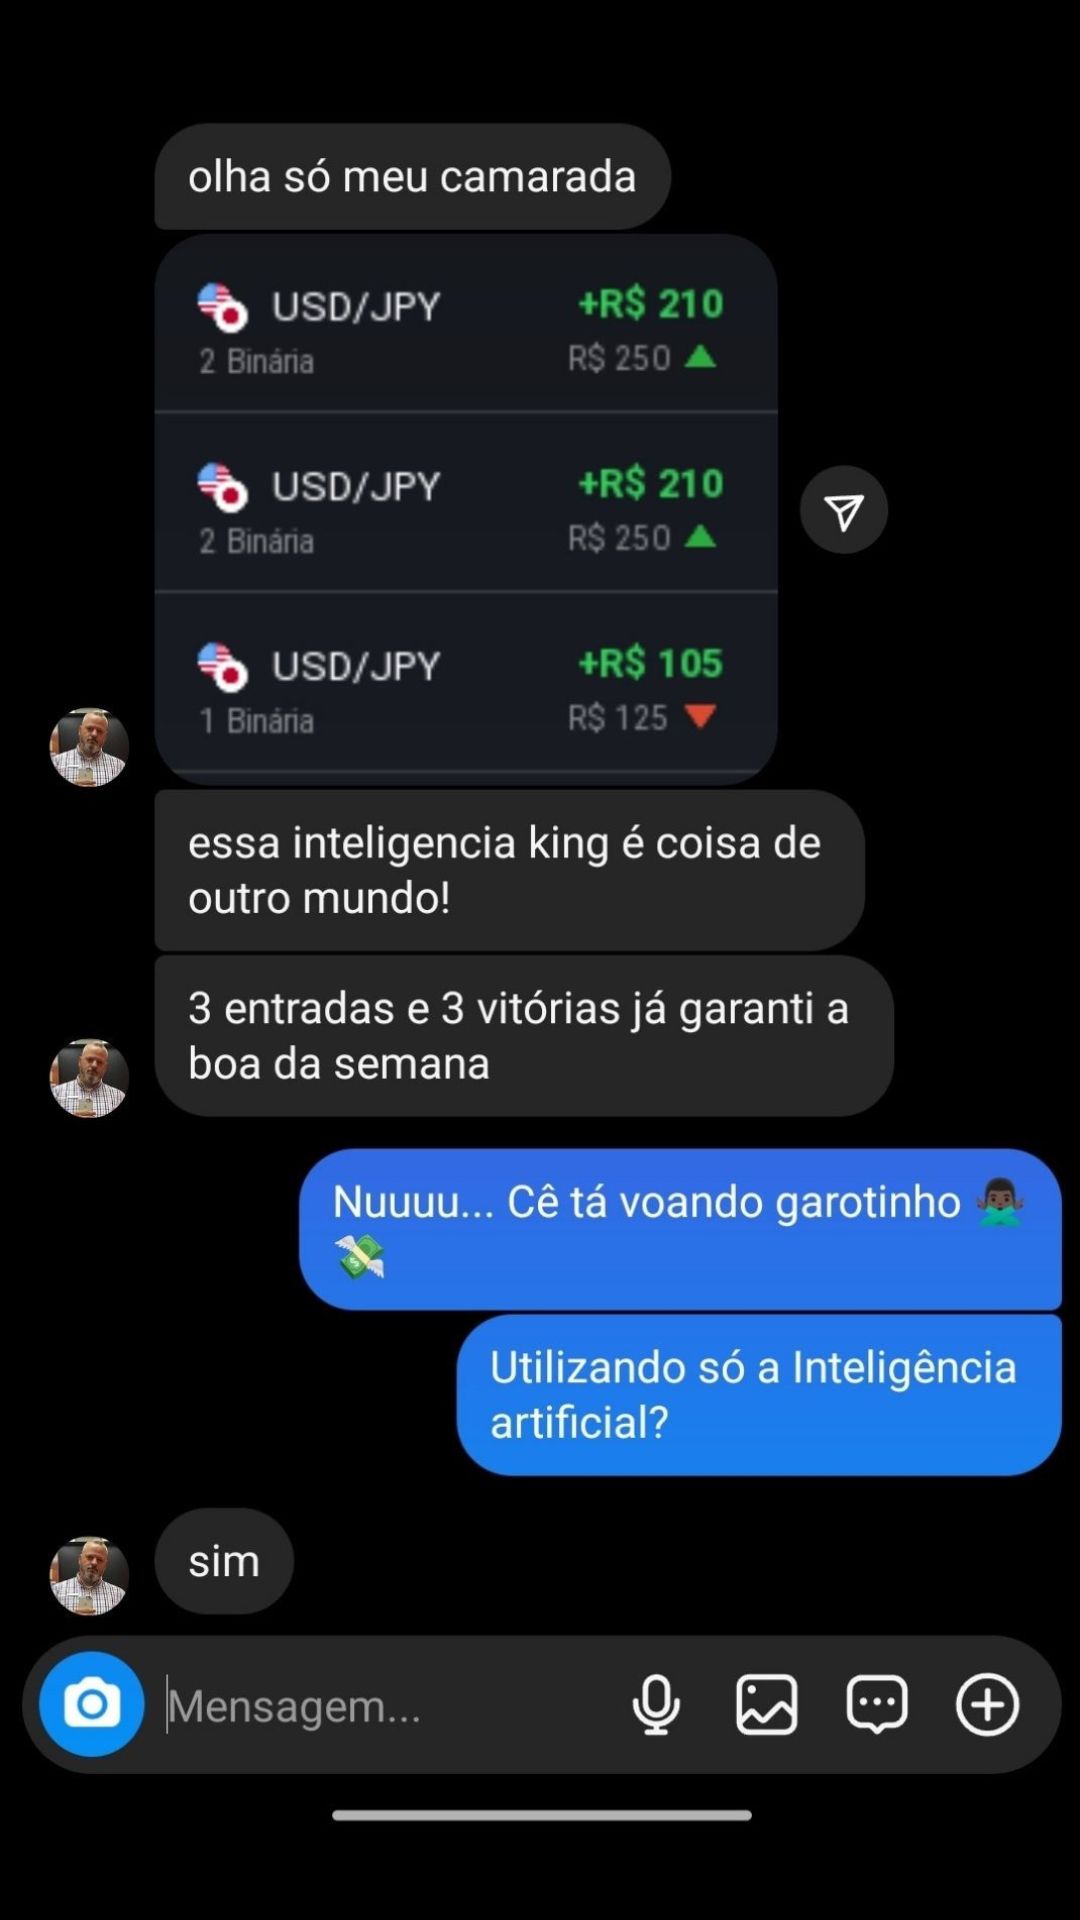 olha só meu camarada
USD/JPY +R$ 210
2 Binária R$ 250 ▲
USD/JPY +R$ 210
2 Binária R$ 250 ▲
USD/JPY +R$ 105
1 Binária R$ 125 ▼
essa inteligencia king é coisa de
outro mundo!
3 entradas e 3 vitórias já garanti a
boa da semana
Nuuuu... Cê tá voando garotinho 🙅🏿‍♂️
💸
Utilizando só a Inteligência
artificial?
sim
Mensagem...